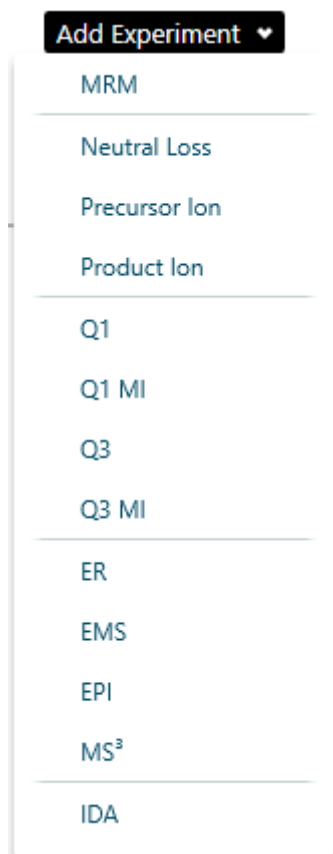 Add Experiment
MRM
Neutral Loss
Precursor Ion
Product Ion
Q1
Q1 MI
Q3
Q3 MI
ER
EMS
EPI
MS³
IDA